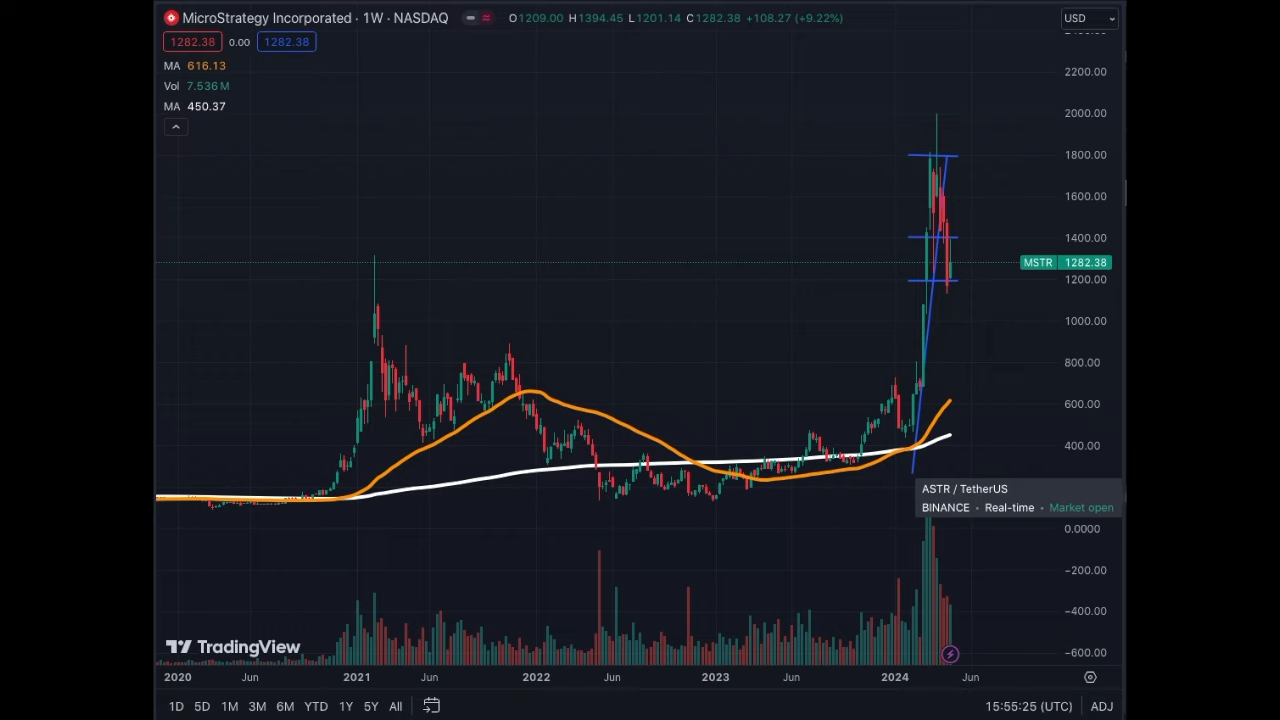 MicroStrategy Incorporated · 1W · NASDAQ O1209.00 H1394.45 L1201.14 C1282.38 +108.27 (+9.22%) USD
1282.38 0.00 1282.38
MA 616.13
Vol 7.536M
MA 450.37
2200.00
2000.00
1800.00
1600.00
1400.00
MSTR 1282.38
1200.00
1000.00
800.00
600.00
400.00
ASTR / TetherUS
BINANCE • Real-time • Market open
0.0000
−200.00
−400.00
−600.00
TradingView
2020 Jun 2021 Jun 2022 Jun 2023 Jun 2024 Jun
1D 5D 1M 3M 6M YTD 1Y 5Y All 15:55:25 (UTC) ADJ